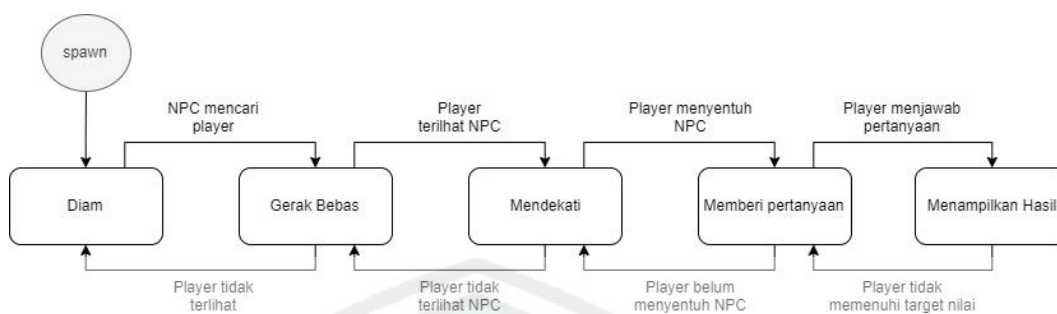 spawn
NPC mencari
player
Player
terilhat NPC
Player menyentuh
NPC
Player menjawab
pertanyaan
Diam
Gerak Bebas
Mendekati
Memberi pertanyaan
Menampilkan Hasil
Player tidak
terlihat
Player tidak
terlihat NPC
Player belum
menyentuh NPC
Player tidak
memenuhi target nilai